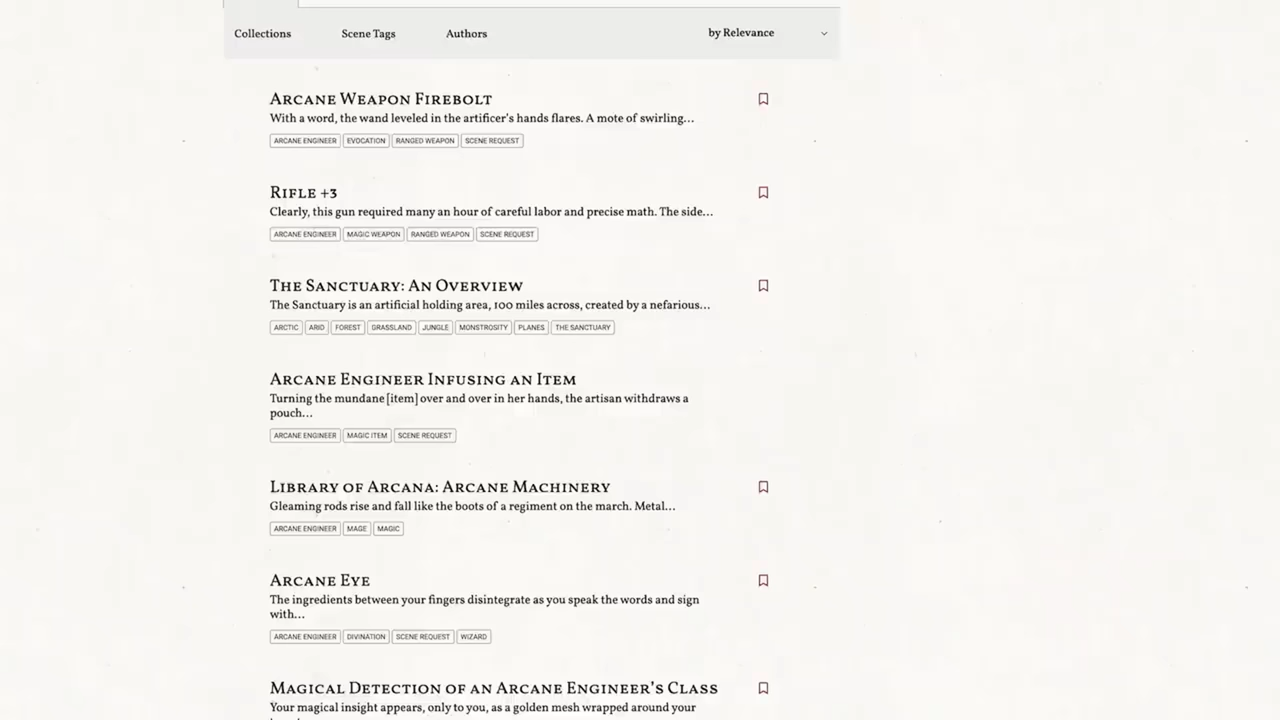 Collections Scene Tags Authors by Relevance
Arcane Weapon Firebolt
With a word, the wand leveled in the artificer's hands flares. A mote of swirling...
ARCANE ENGINEER EVOCATION RANGED WEAPON SCENE REQUEST
Rifle +3
Clearly, this gun required many an hour of careful labor and precise math. The side...
ARCANE ENGINEER MAGIC WEAPON RANGED WEAPON SCENE REQUEST
The Sanctuary: An Overview
The Sanctuary is an artificial holding area, 100 miles across, created by a nefarious...
ARCTIC ARID FOREST GRASSLAND JUNGLE MONSTROSITY PLANES THE SANCTUARY
Arcane Engineer Infusing an Item
Turning the mundane [item] over and over in her hands, the artisan withdraws a
pouch...
ARCANE ENGINEER MAGIC ITEM SCENE REQUEST
Library of Arcana: Arcane Machinery
Gleaming rods rise and fall like the boots of a regiment on the march. Metal...
ARCANE ENGINEER MAGE MAGIC
Arcane Eye
The ingredients between your fingers disintegrate as you speak the words and sign
with...
ARCANE ENGINEER DIVINATION SCENE REQUEST WIZARD
Magical Detection of an Arcane Engineer's Class
Your magical insight appears, only to you, as a golden mesh wrapped around your